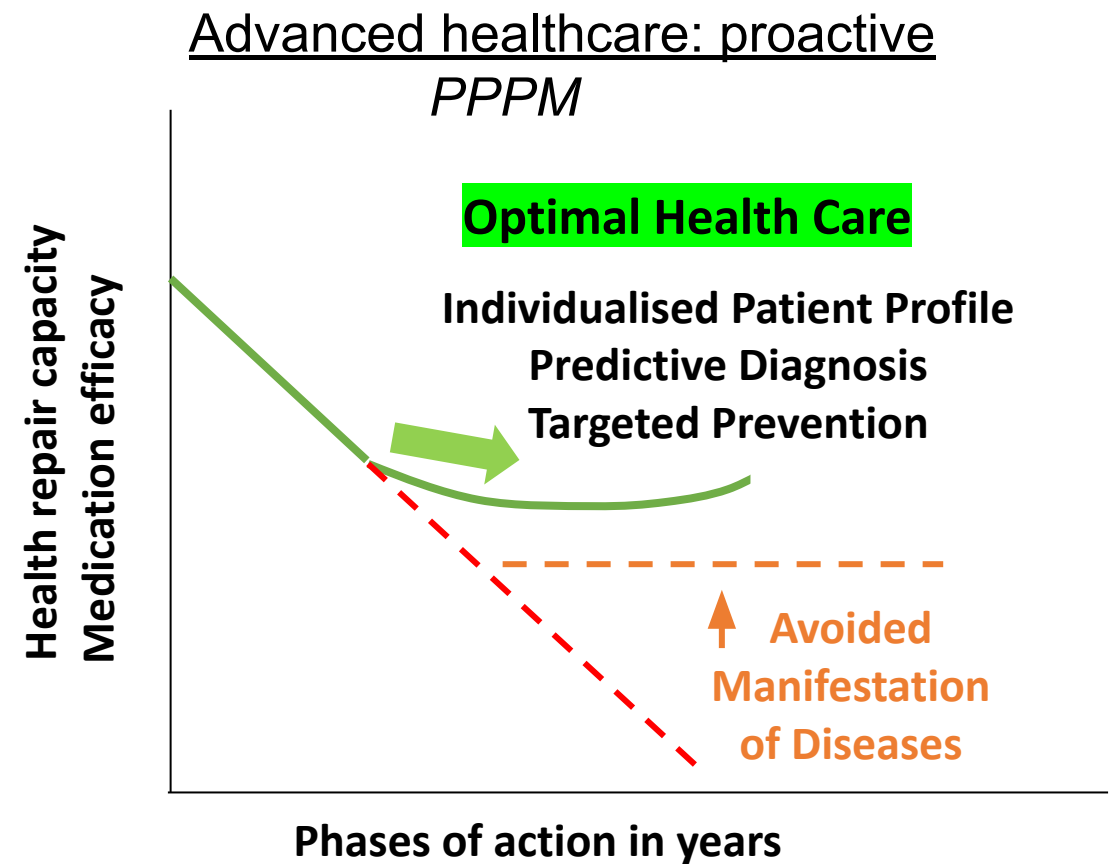 Advanced healthcare: proactive
PPPM
Health repair capacity
Medication efficacy
Optimal Health Care
Individualised Patient Profile
Predictive Diagnosis
Targeted Prevention
Avoided
Manifestation
of Diseases
Phases of action in years